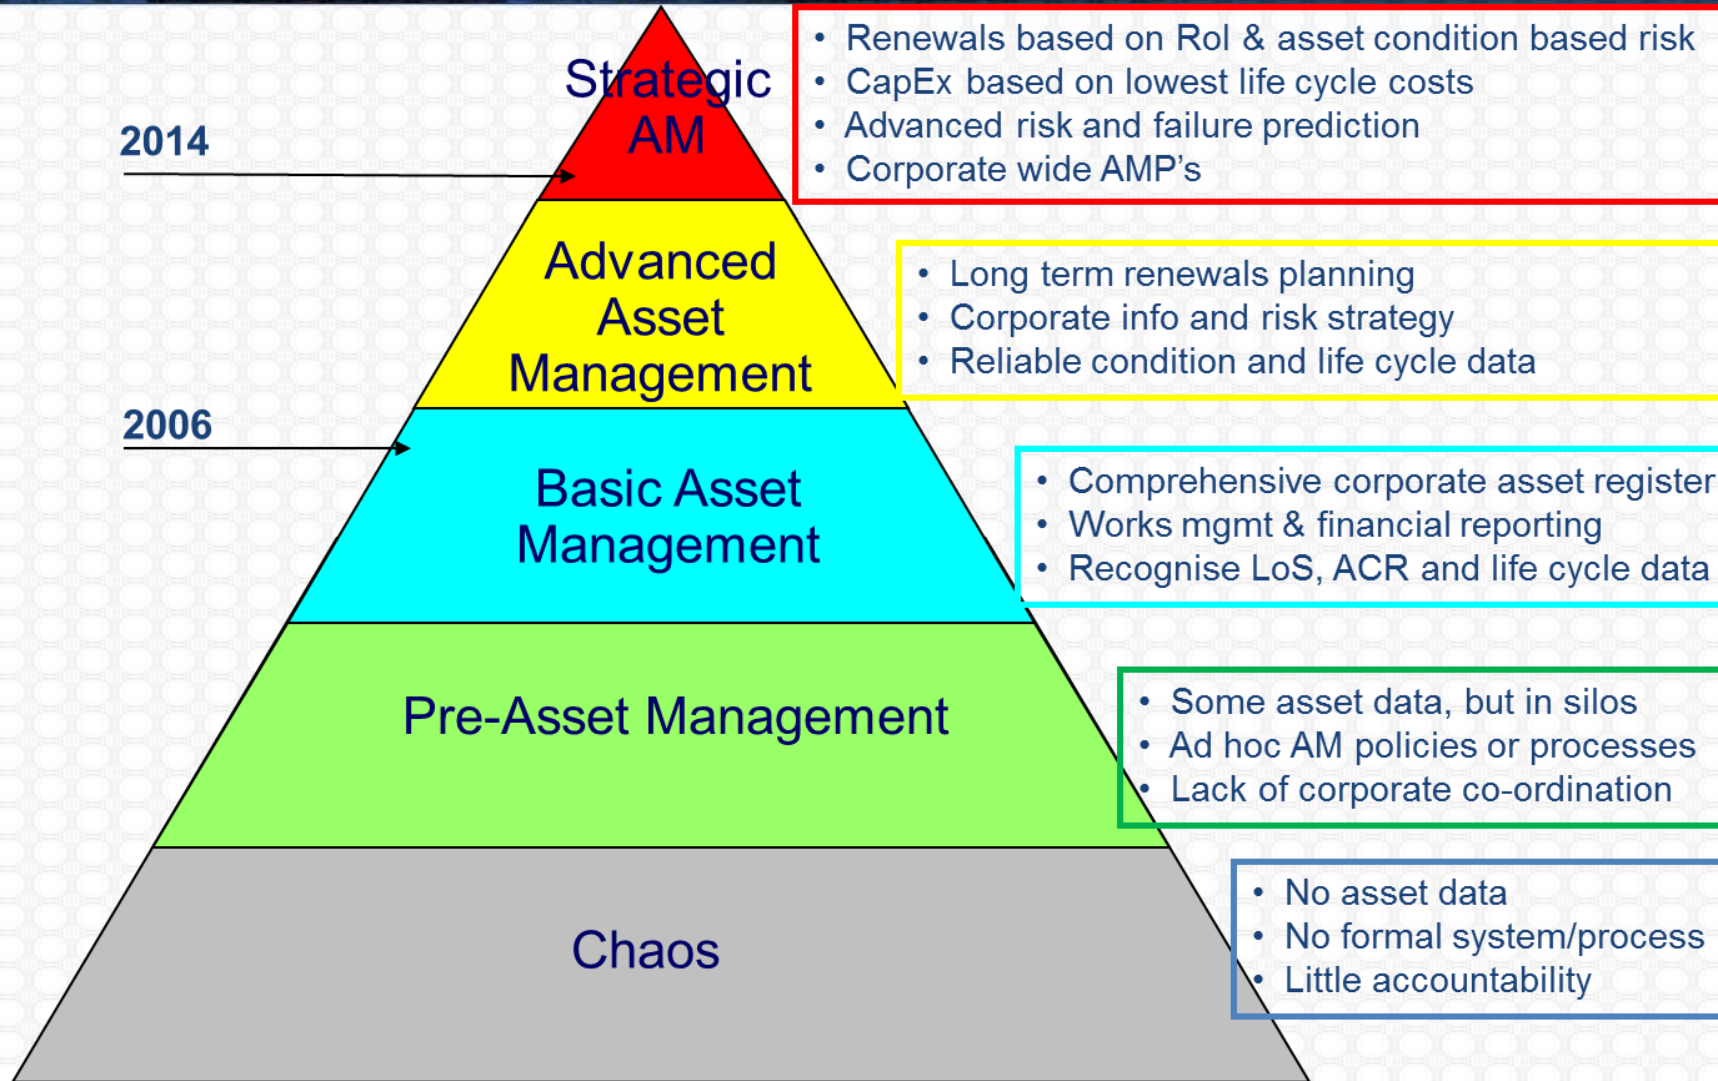 Strategic
AM
• Renewals based on RoI & asset condition based risk
• CapEx based on lowest life cycle costs
• Advanced risk and failure prediction
• Corporate wide AMP's
2014
Advanced
Asset
Management
• Long term renewals planning
• Corporate info and risk strategy
• Reliable condition and life cycle data
2006
Basic Asset
Management
• Comprehensive corporate asset register
• Works mgmt & financial reporting
• Recognise LoS, ACR and life cycle data
Pre-Asset Management
• Some asset data, but in silos
• Ad hoc AM policies or processes
• Lack of corporate co-ordination
Chaos
• No asset data
• No formal system/process
• Little accountability